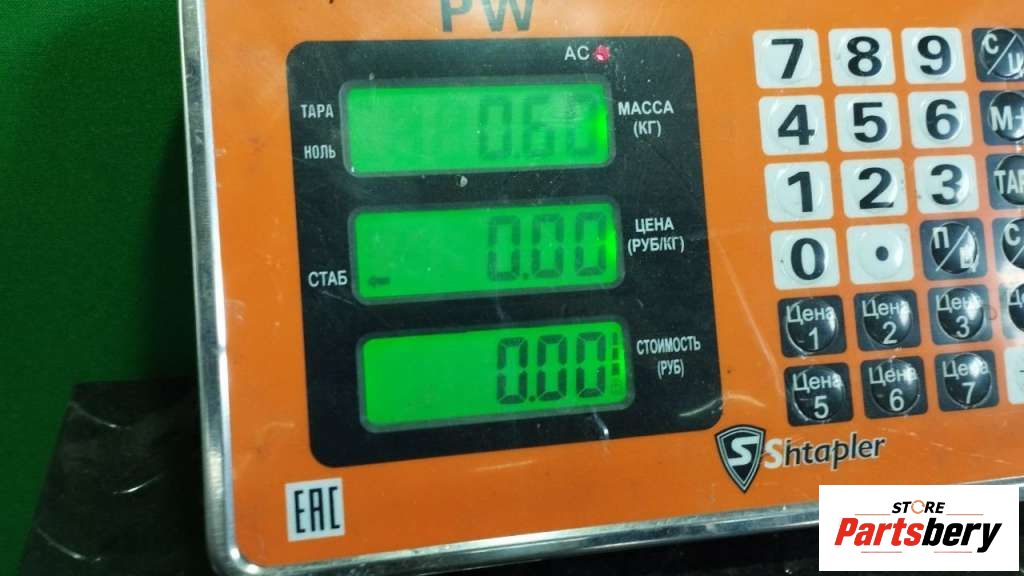 PW
AC
ТАРА
НОЛЬ
0.60
МАССА
(КГ)
ЦЕНА
(РУБ/КГ)
0.00
СТАБ
←
0.00
СТОИМОСТЬ
(РУБ)
7 8 9 С/Ц
4 5 6
1 2 3
0 •
Цена 1
Цена 2
Цена 3
Цена 5
Цена 6
Цена 7
S Shtapler
EAC
STORE
Partsbery